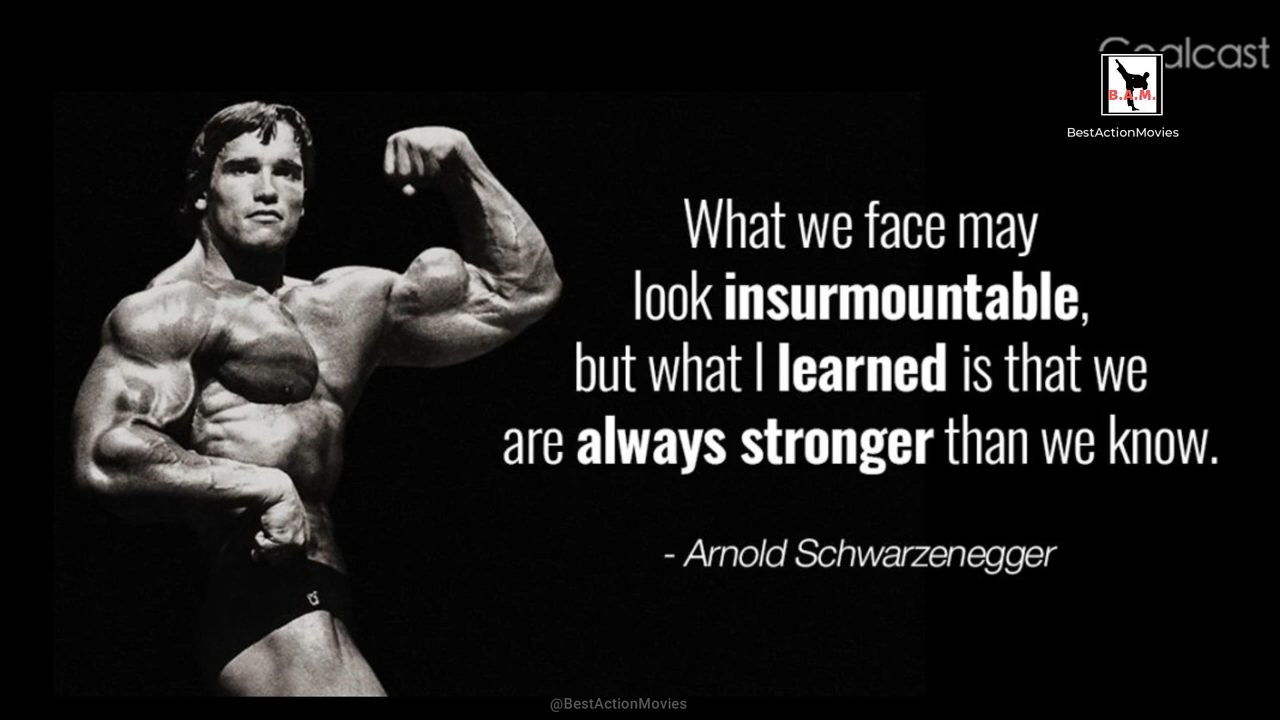 Goalcast
B.A.M.
BestActionMovies
What we face may
look insurmountable,
but what I learned is that we
are always stronger than we know.
- Arnold Schwarzenegger
@BestActionMovies